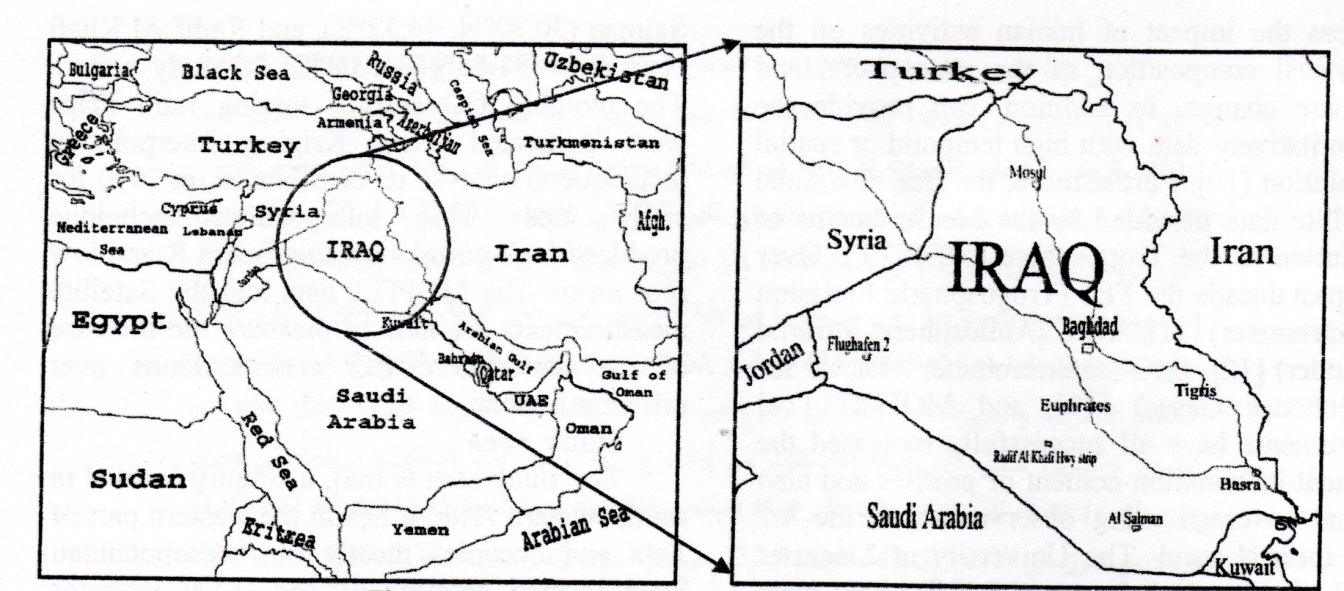 Bulgaria
Black Sea
Russia
Georgia
Armenia
Azerbaijan
Caspian Sea
Uzbekistan
Turkmenistan
Greece
Turkey
Cyprus
Syria
Mediterranean
Sea
Lebanon
IRAQ
Iran
Afgh.
Egypt
Kuwait
Arabian Gulf
Bahrain
Qatar
UAE
Gulf of
Oman
Saudi
Arabia
Oman
Red Sea
Sudan
Eritrea
Yemen
Arabian Sea
Turkey
Mosul
Syria
IRAQ
Iran
Baghdad
Jordan
Flughafen 2
Tigris
Euphrates
Radif Al Khafi Hwy strip
Basra
Saudi Arabia
Al Salman
Kuwait